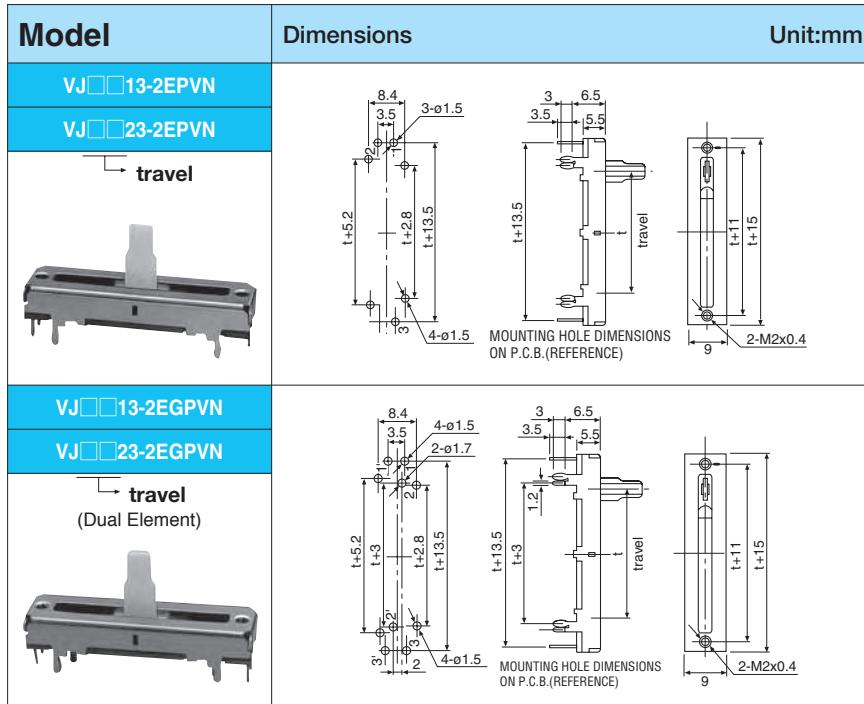 Model
Dimensions
Unit:mm
VJ□□13-2EPVN
VJ□□23-2EPVN
travel
8.4
3.5
3-ø1.5
2
1
t+5.2
t+2.8
t+13.5
3
4-ø1.5
3
6.5
3.5
5.5
t+13.5
t
travel
MOUNTING HOLE DIMENSIONS
ON P.C.B.(REFERENCE)
t+11
t+15
9
2-M2x0.4
VJ□□13-2EGPVN
VJ□□23-2EGPVN
travel
(Dual Element)
8.4
3.5
4-ø1.5
2-ø1.7
1'
1
2
t+5.2
t+3
t+2.8
t+13.5
2'
3
3'
2
4-ø1.5
3
6.5
3.5
5.5
1.2
t+13.5
t+3
t
travel
MOUNTING HOLE DIMENSIONS
ON P.C.B.(REFERENCE)
t+11
t+15
9
2-M2x0.4